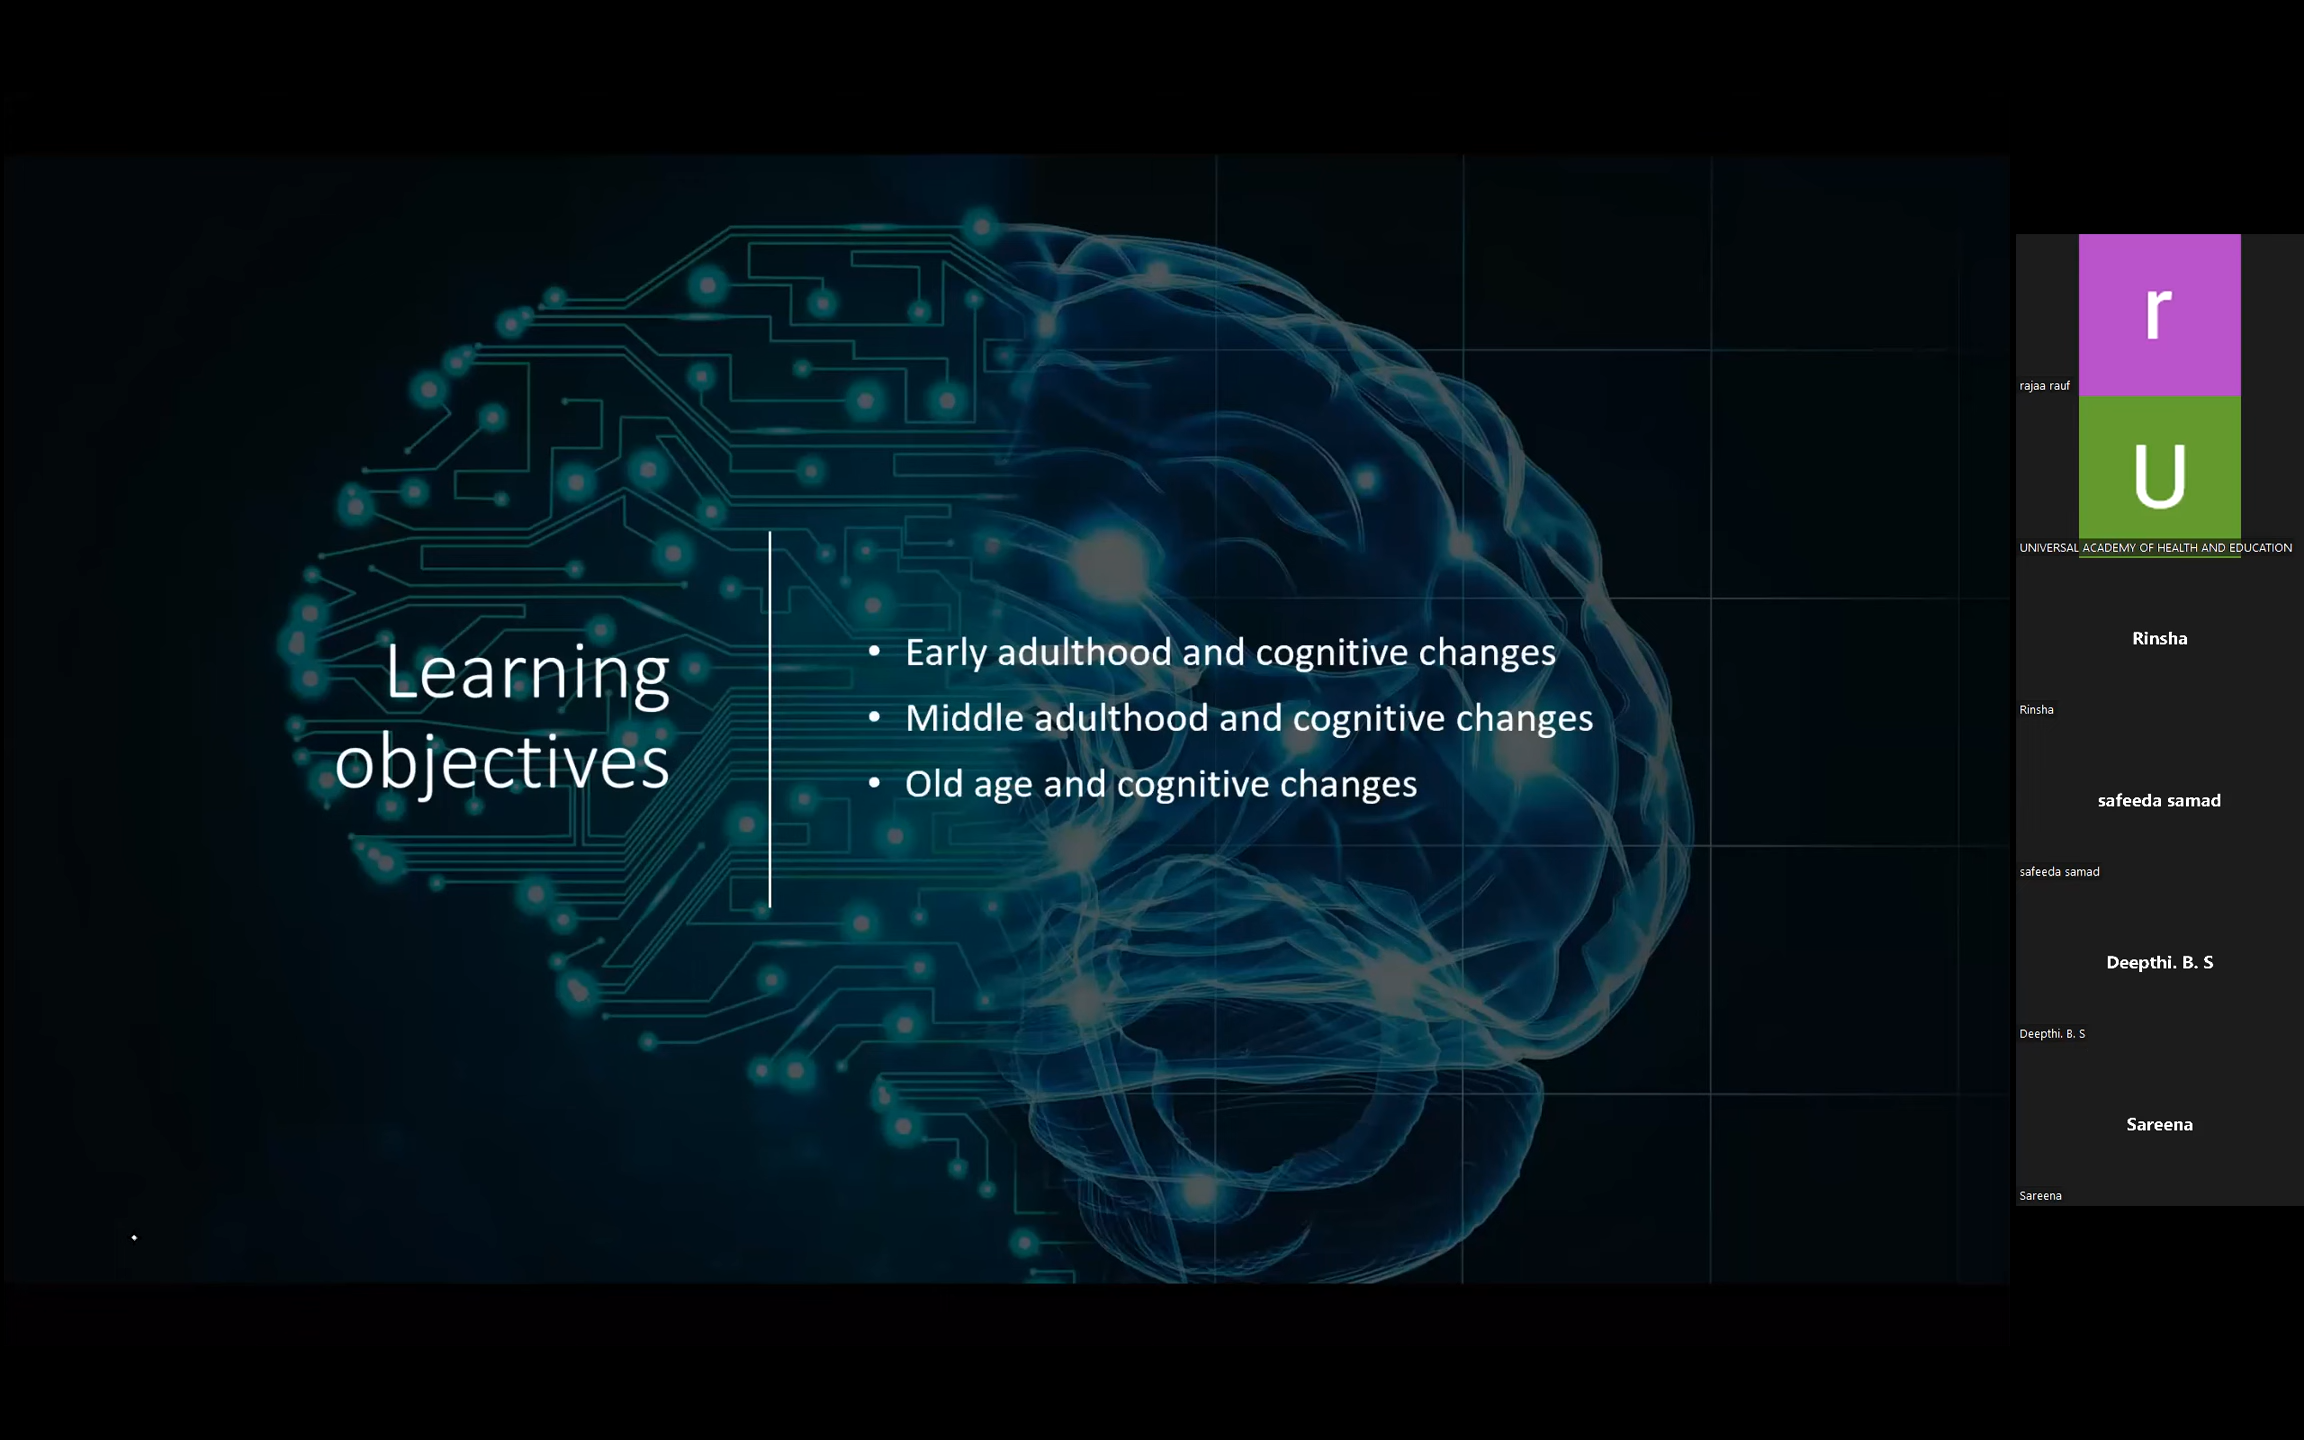 Learning
objectives
• Early adulthood and cognitive changes
• Middle adulthood and cognitive changes
• Old age and cognitive changes
r
rajaa rauf
U
UNIVERSAL ACADEMY OF HEALTH AND EDUCATION
Rinsha
Rinsha
safeeda samad
safeeda samad
Deepthi. B. S
Deepthi. B. S
Sareena
Sareena